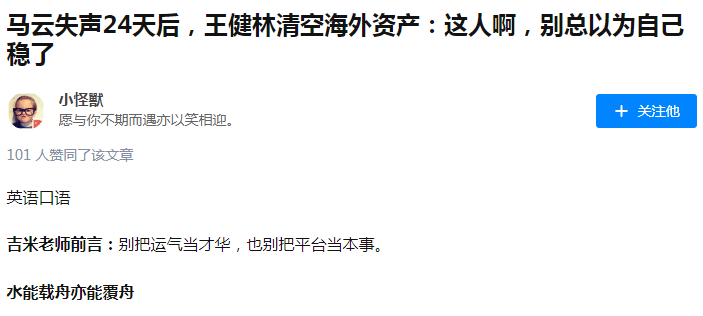 马云失声24天后，王健林清空海外资产：这人啊，别总以为自己
稳了
小怪獸
愿与你不期而遇亦以笑相迎。
+ 关注他
101 人赞同了该文章
英语口语
吉米老师前言：别把运气当才华，也别把平台当本事。
水能载舟亦能覆舟